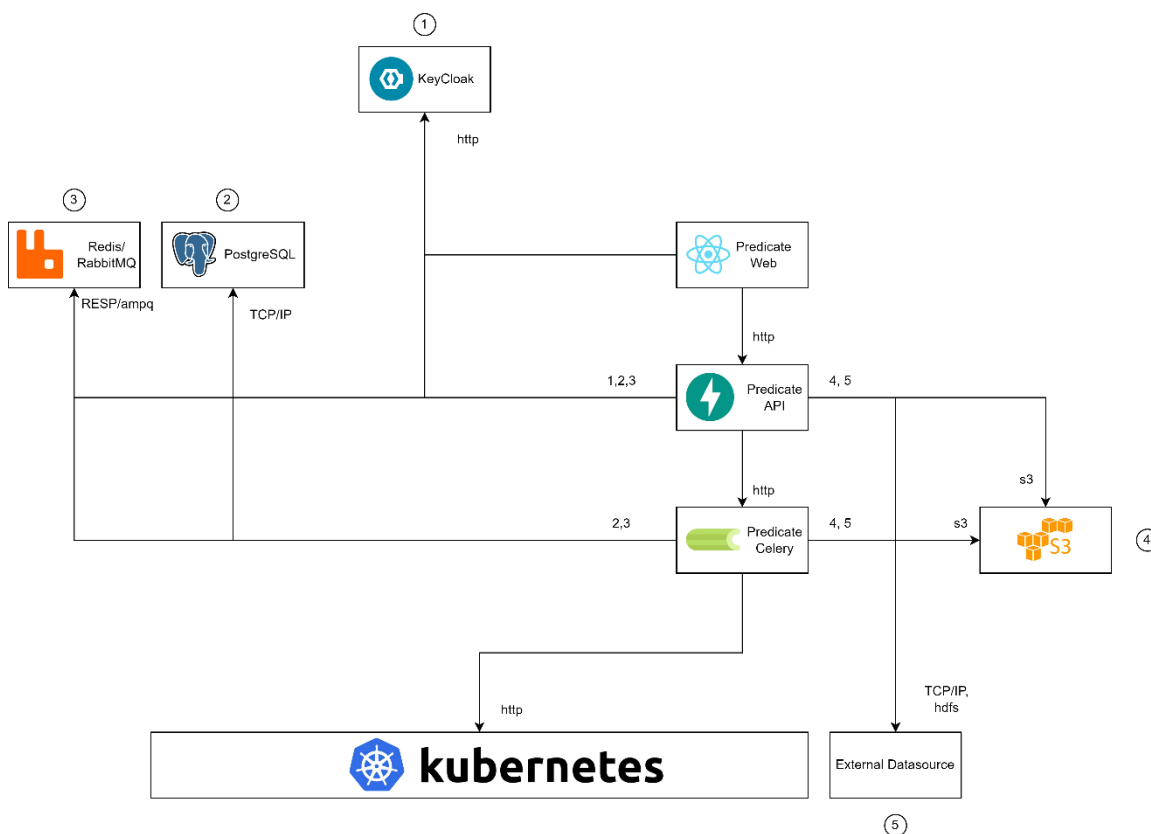 1
KeyCloak
http
3
2
Redis/
RabbitMQ
PostgreSQL
Predicate
Web
RESP/ampq
TCP/IP
http
1,2,3
Predicate
API
4, 5
s3
http
2,3
Predicate
Celery
4, 5
s3
S3
4
http
TCP/IP,
hdfs
kubernetes
External Datasource
5